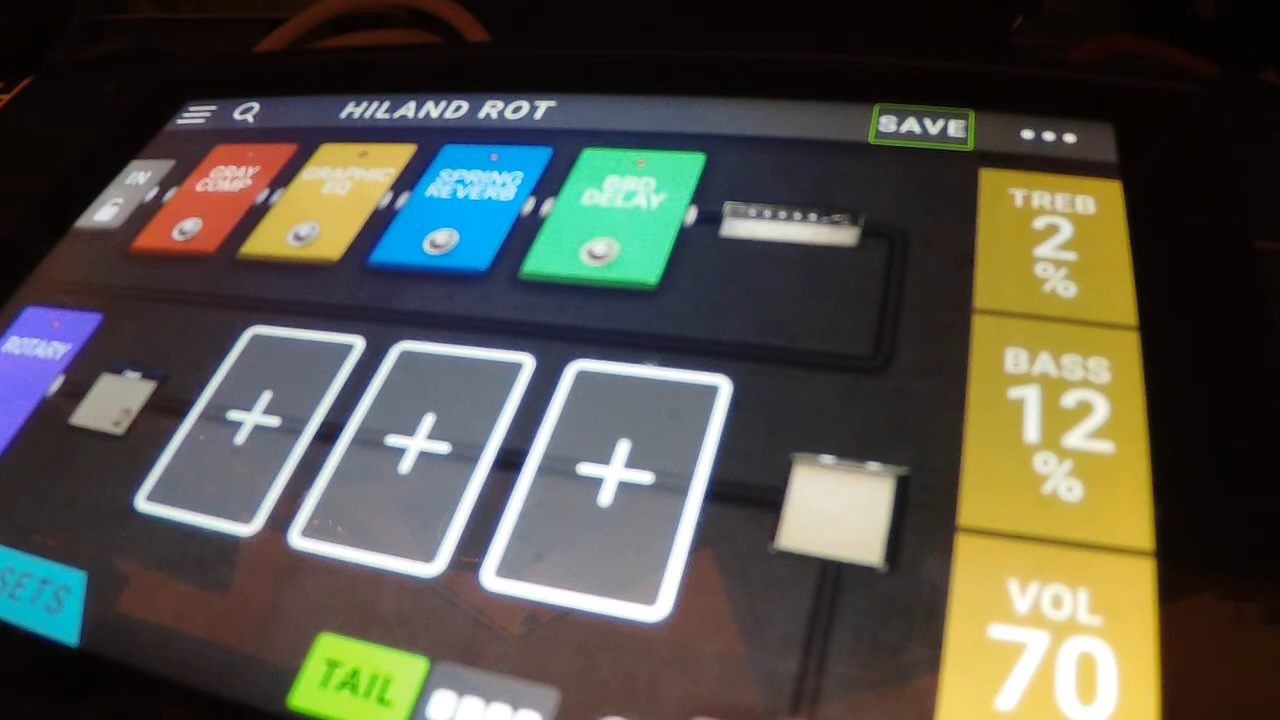 HILAND ROT
SAVE
IN
GRAY
COMP
GRAPHIC
EQ
SPRING
REVERB
BBD
DELAY
TREB
2
%
BASS
12
%
ROTARY
VOL
70
SETS
TAIL